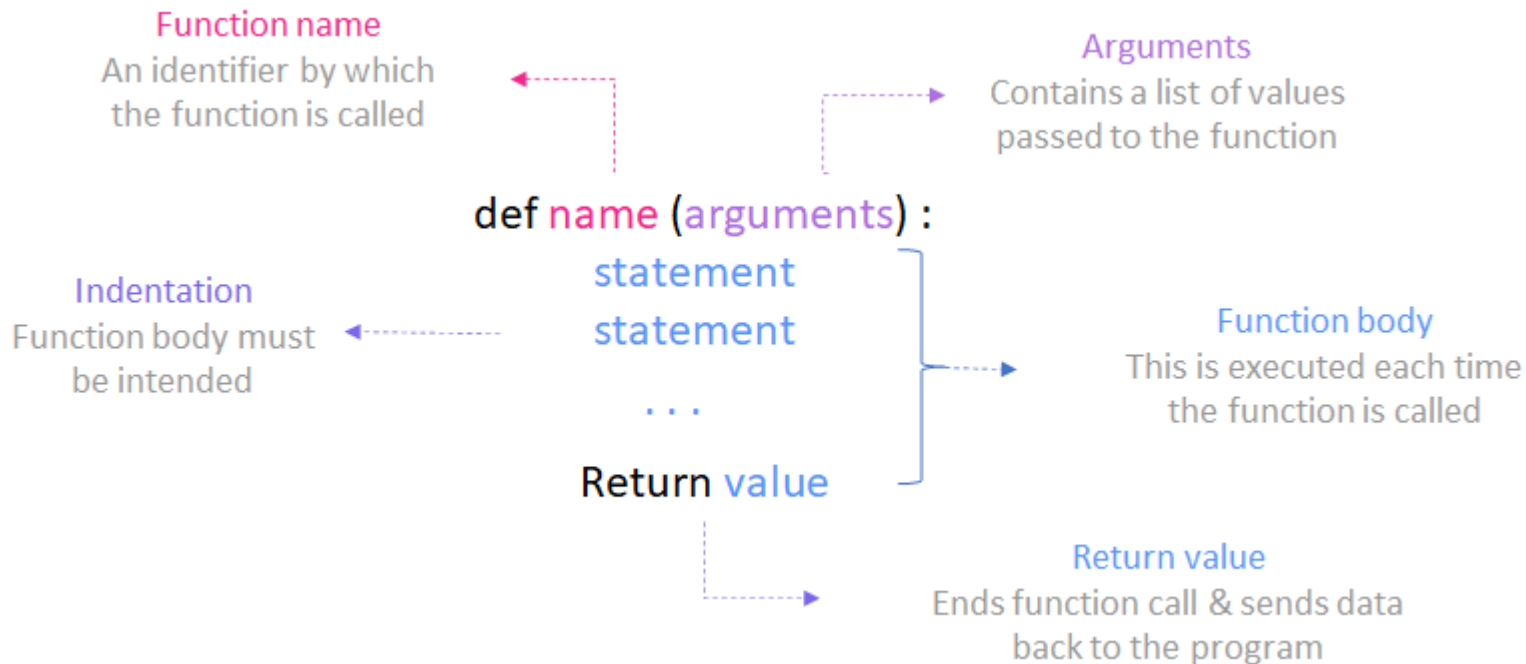 Function name
An identifier by which
the function is called
Arguments
Contains a list of values
passed to the function
def name (arguments) :
statement
statement
. . .
Return value
Indentation
Function body must
be intended
Function body
This is executed each time
the function is called
Return value
Ends function call & sends data
back to the program